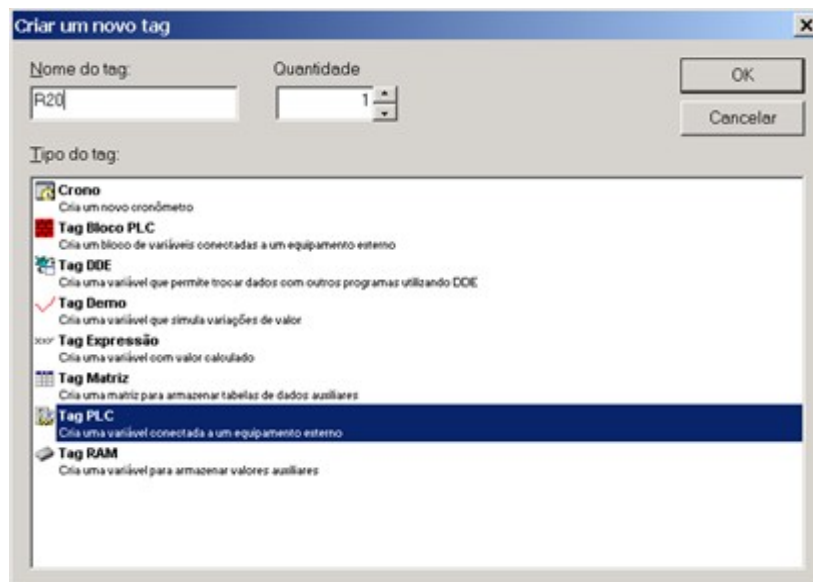 Criar um novo tag
Nome do tag:
Quantidade
OK
R20
1
Cancelar
Tipo do tag:
Crono
Cria um novo cronômetro
Tag Bloco PLC
Cria um bloco de variáveis conectadas a um equipamento externo
Tag DDE
Cria uma variável que permite trocar dados com outros programas utilizando DDE
Tag Demo
Cria uma variável que simula variações de valor
Tag Expressão
Cria uma variável com valor calculado
Tag Matriz
Cria uma matriz para armazenar tabelas de dados auxiliares
Tag PLC
Cria uma variável conectada a um equipamento externo
Tag RAM
Cria uma variável para armazenar valores auxiliares